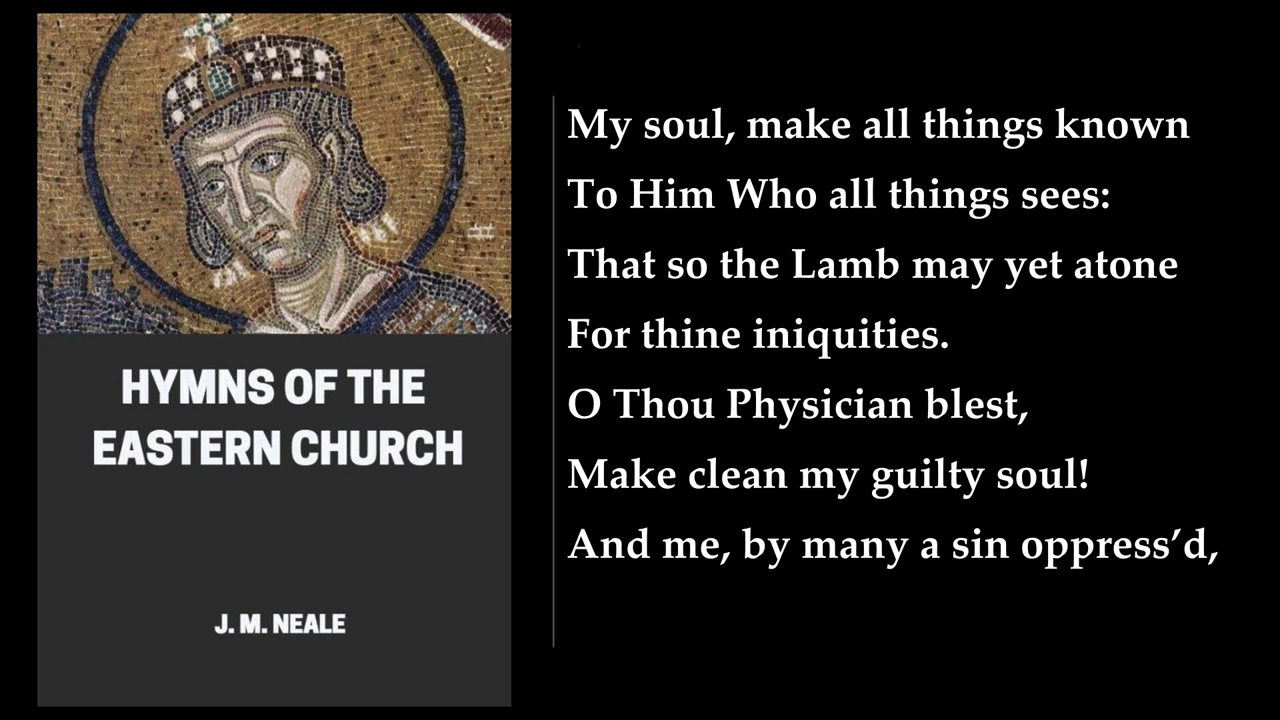 HYMNS OF THE
EASTERN CHURCH
J. M. NEALE
My soul, make all things known
To Him Who all things sees:
That so the Lamb may yet atone
For thine iniquities.
O Thou Physician blest,
Make clean my guilty soul!
And me, by many a sin oppress’d,